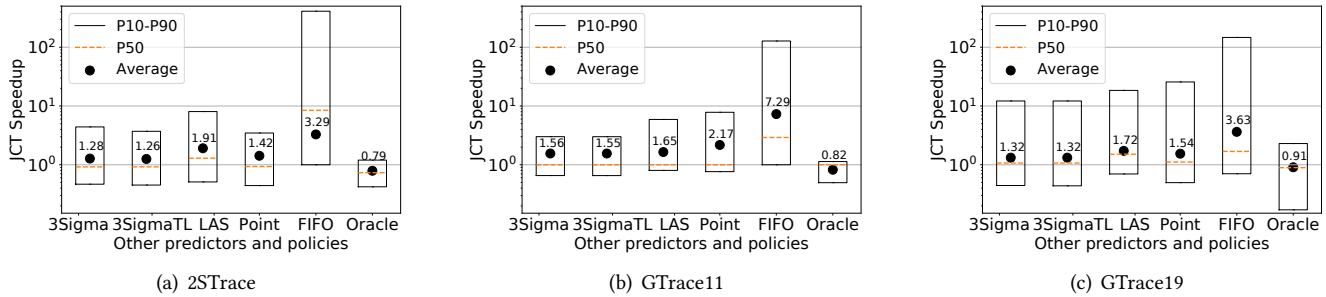 JCT Speedup
10²
10¹
10⁰
P10-P90
P50
Average
1.28
1.26
1.91
1.42
3.29
0.79
3Sigma 3SigmaTL LAS Point FIFO Oracle
Other predictors and policies
(a) 2STrace
JCT Speedup
10²
10¹
10⁰
P10-P90
P50
Average
1.56
1.55
1.65
2.17
7.29
0.82
3Sigma 3SigmaTL LAS Point FIFO Oracle
Other predictors and policies
(b) GTrace11
JCT Speedup
10²
10¹
10⁰
P10-P90
P50
Average
1.32
1.32
1.72
1.54
3.63
0.91
3Sigma 3SigmaTL LAS Point FIFO Oracle
Other predictors and policies
(c) GTrace19